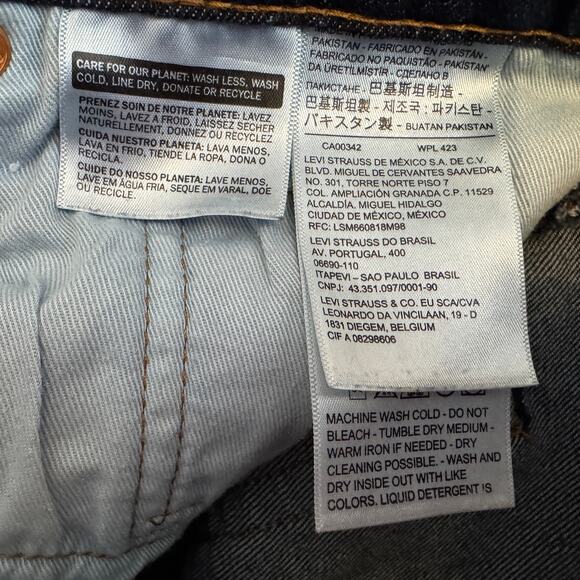 CARE FOR OUR PLANET: WASH LESS, WASH
COLD, LINE DRY, DONATE OR RECYCLE
PRENEZ SOIN DE NOTRE PLANETE: LAVEZ
MOINS, LAVEZ A FROID, LAISSEZ SECHER
NATURELLEMENT, DONNEZ OU RECYCLEZ
CUIDA NUESTRO PLANETA: LAVA MENOS,
LAVA EN FRIO, TIENDE LA ROPA, DONA O
RECICLA.
CUIDE DO NOSSO PLANETA: LAVE MENOS,
LAVE EM ÁGUA FRIA, SEQUE EM VARAL, DOE
OU RECICLE.
PAKISTAN - FABRICADO EN PAKISTÁN -
FABRICADO NO PAQUISTÃO - PAKİSTAN
DA ÜRETİLMİŞTİR - СДЕЛАНО В
ПАКИСТАНЕ - 巴基斯坦制造 -
巴基斯坦製 - 제조국 : 파키스탄 -
パキスタン製 - BUATAN PAKISTAN
CA00342 WPL 423
LEVI STRAUSS DE MÉXICO S.A. DE C.V.
BLVD. MIGUEL DE CERVANTES SAAVEDRA
NO. 301, TORRE NORTE PISO 7
COL. AMPLIACIÓN GRANADA C.P. 11529
ALCALDÍA. MIGUEL HIDALGO
CIUDAD DE MÉXICO, MÉXICO
RFC: LSM660818M98
LEVI STRAUSS DO BRASIL
AV. PORTUGAL, 400
06690-110
ITAPEVI – SAO PAULO BRASIL
CNPJ: 43.351.097/0001-90
LEVI STRAUSS & CO. EU SCA/CVA
LEONARDO DA VINCILAAN, 19 - D
1831 DIEGEM, BELGIUM
CIF A 08298606
MACHINE WASH COLD - DO NOT
BLEACH - TUMBLE DRY MEDIUM -
WARM IRON IF NEEDED - DRY
CLEANING POSSIBLE. - WASH AND
DRY INSIDE OUT WITH LIKE
COLORS. LIQUID DETERGENT IS